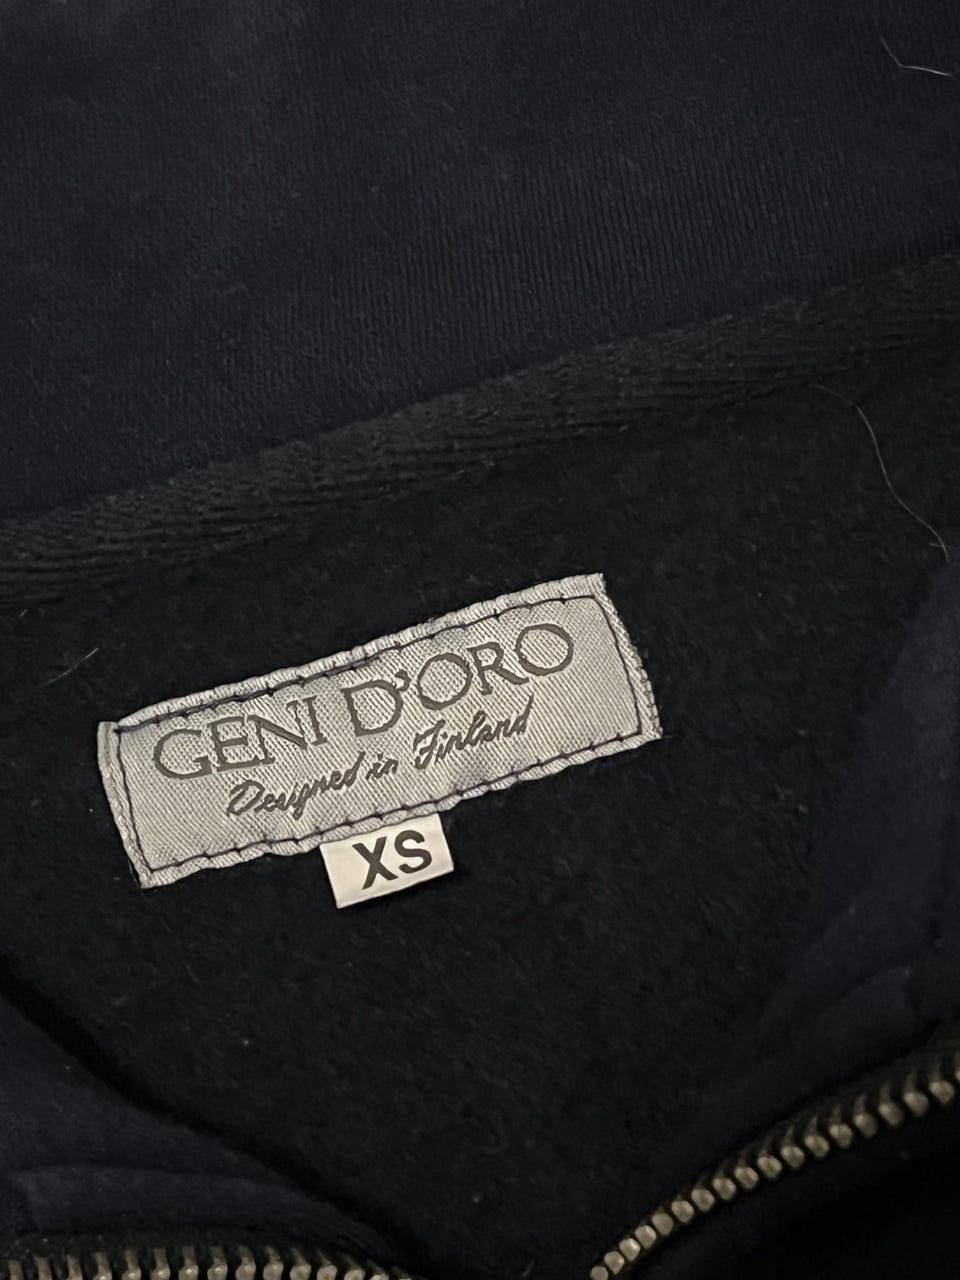 GENI D'ORO
Designed in Finland
XS